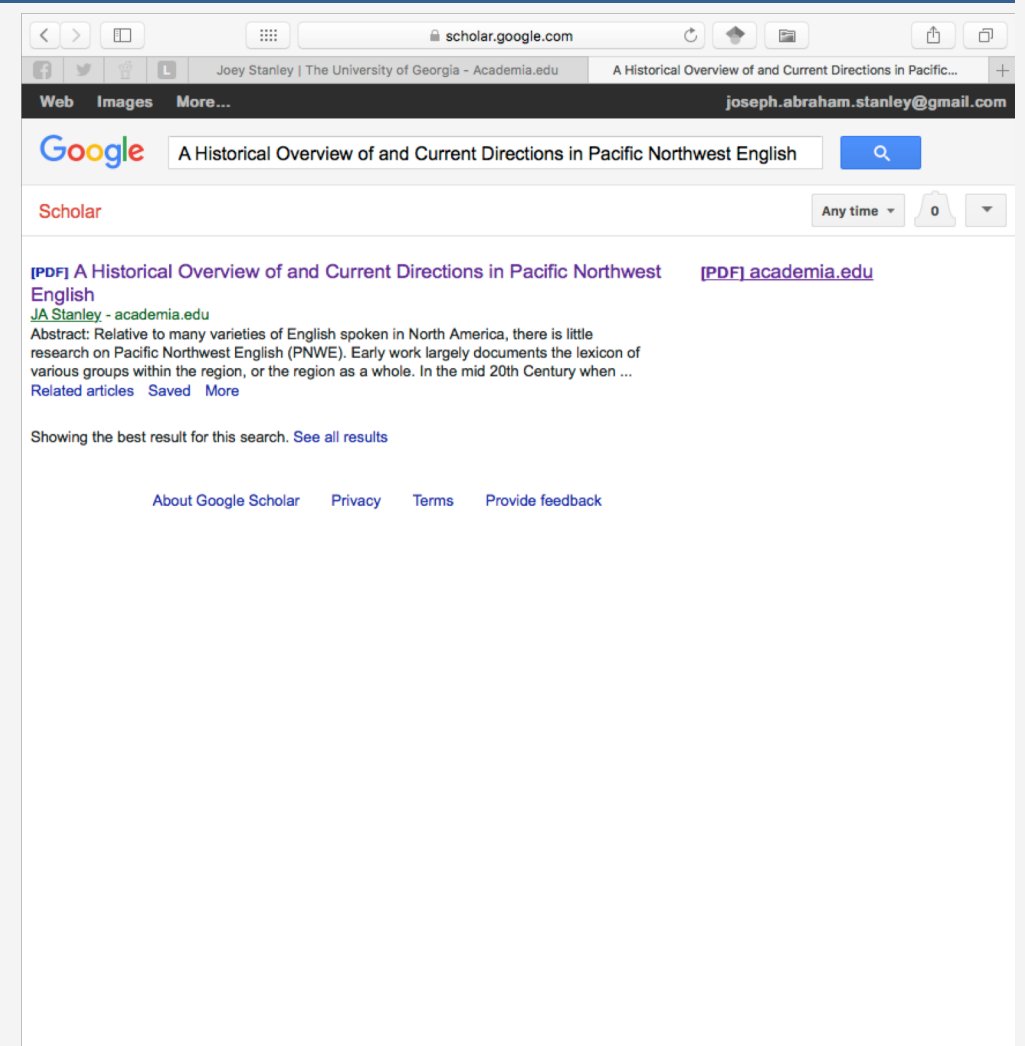 scholar.google.com
L Joey Stanley | The University of Georgia - Academia.edu A Historical Overview of and Current Directions in Pacific... +
Web Images More... joseph.abraham.stanley@gmail.com
Google A Historical Overview of and Current Directions in Pacific Northwest English
Scholar Any time 0
[PDF] A Historical Overview of and Current Directions in Pacific Northwest [PDF] academia.edu
English
JA Stanley - academia.edu
Abstract: Relative to many varieties of English spoken in North America, there is little
research on Pacific Northwest English (PNWE). Early work largely documents the lexicon of
various groups within the region, or the region as a whole. In the mid 20th Century when ...
Related articles Saved More
Showing the best result for this search. See all results
About Google Scholar Privacy Terms Provide feedback